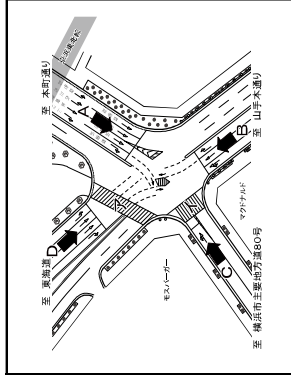 至 本町通り
至 山手本通り
A
B
D
C
モスバーガー
マクドナルド
至 東海道
至 横浜市主要地方道80号